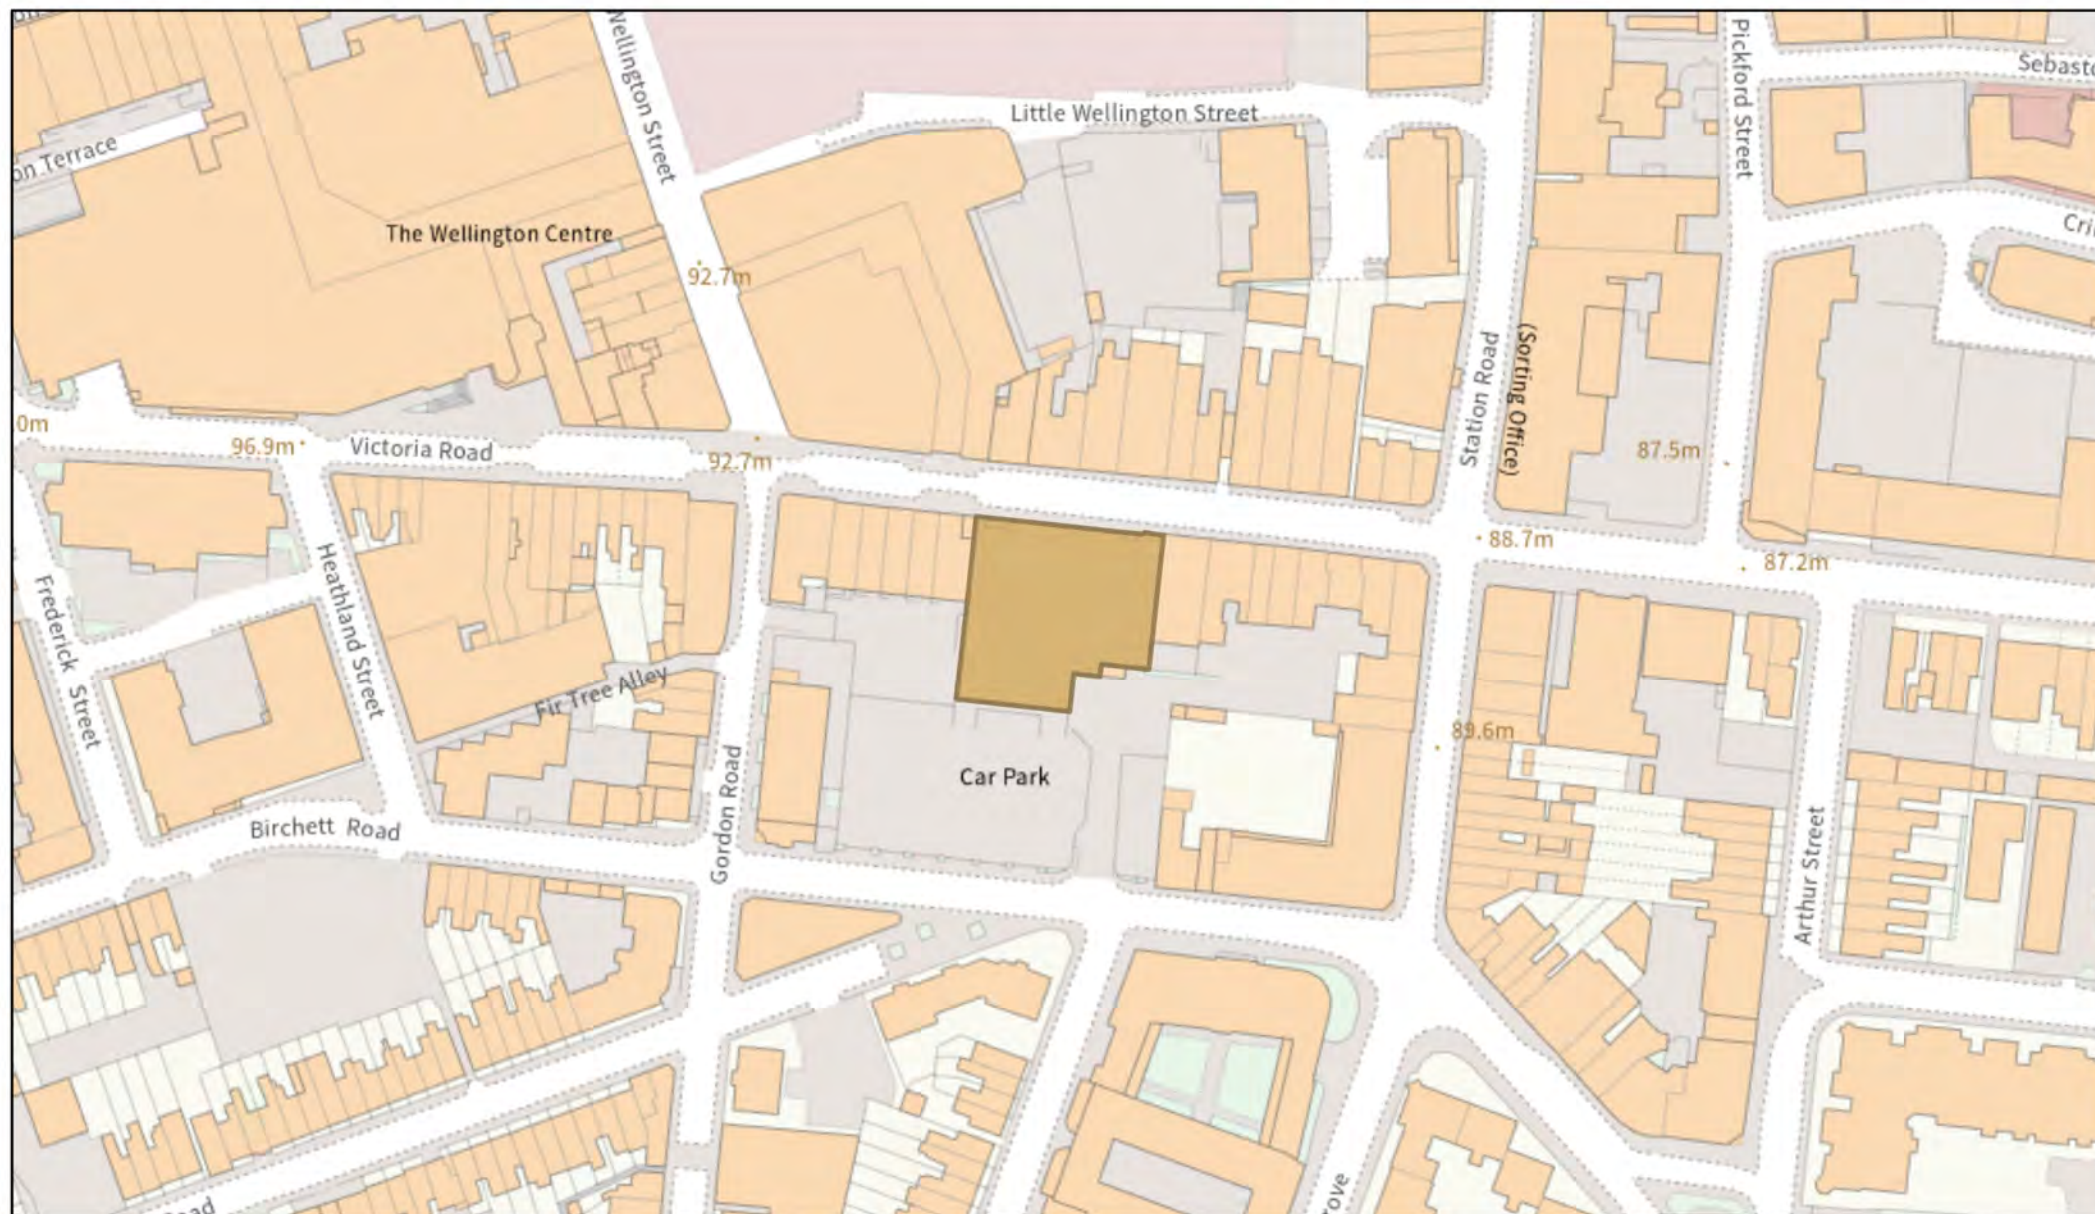 Wellington Street
Pickford Street
Sebasto
Little Wellington Street
on Terrace
The Wellington Centre
Cri
92.7m
Station Road
(Sorting Office)
0m
96.9m
Victoria Road
92.7m
87.5m
88.7m
87.2m
Frederick Street
Heathland Street
Fir Tree Alley
89.6m
Car Park
Gordon Road
Birchett Road
Arthur Street
rove
oad